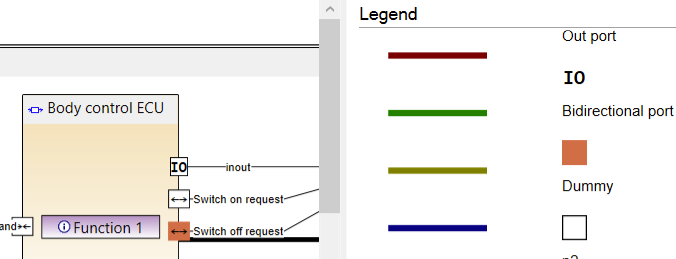 Legend
Out port
IO
Bidirectional port
Dummy
Body control ECU
IO
inout
Switch on request
and
Function 1
Switch off request